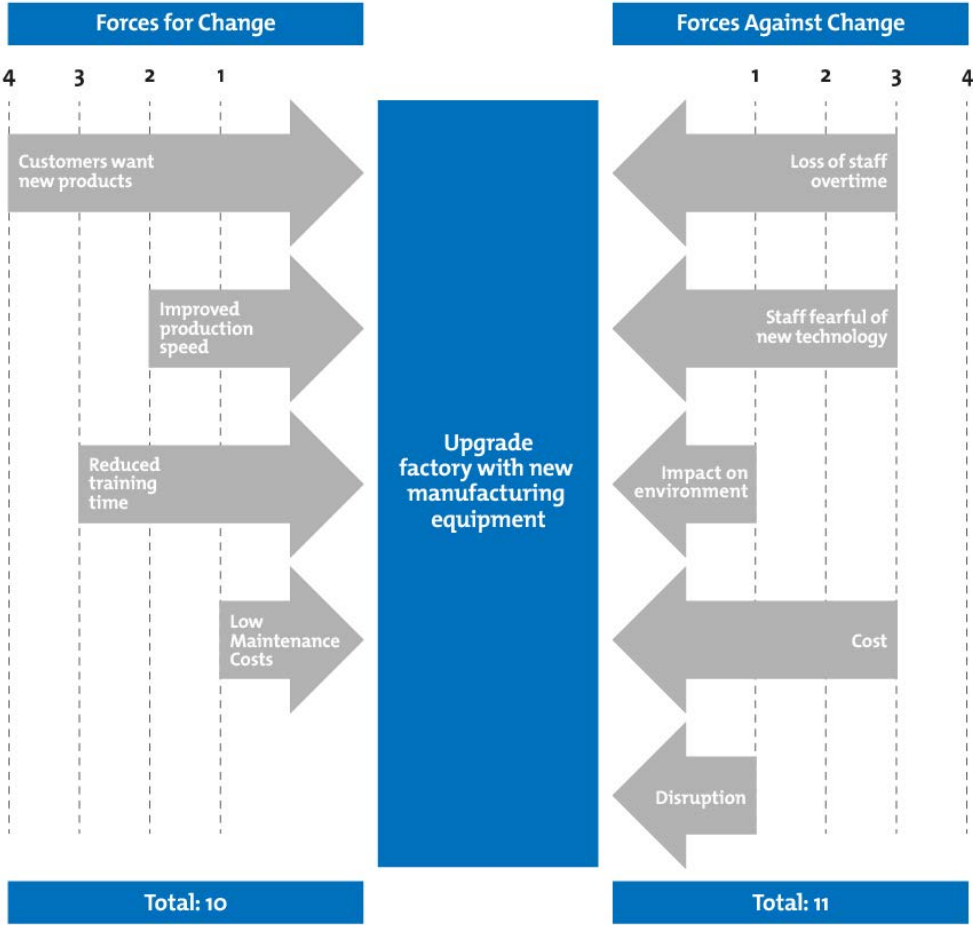 Forces for Change
Forces Against Change
4 3 2 1
1 2 3 4
Customers want
new products
Improved
production
speed
Reduced
training
time
Low
Maintenance
Costs
Upgrade
factory with new
manufacturing
equipment
Loss of staff
overtime
Staff fearful of
new technology
Impact on
environment
Cost
Disruption
Total: 10
Total: 11